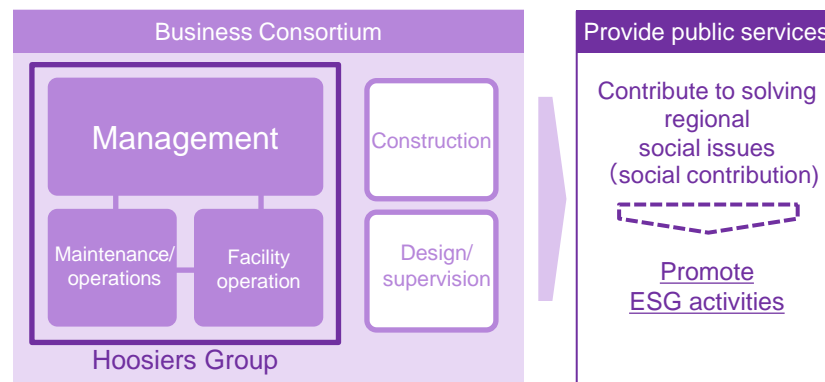 Business Consortium
Management
Maintenance/
operations
Facility
operation
Hoosiers Group
Construction
Design/
supervision
Provide public services
Contribute to solving
regional
social issues
（social contribution)
Promote
ESG activities